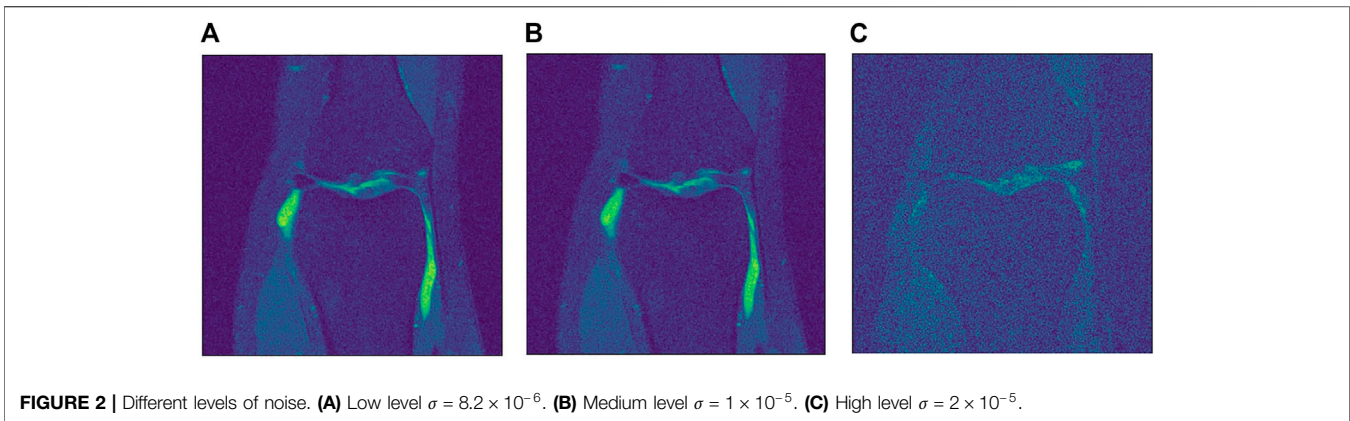 A
B
C
FIGURE 2 | Different levels of noise. (A) Low level σ = 8.2 × 10⁻⁶. (B) Medium level σ = 1 × 10⁻⁵. (C) High level σ = 2 × 10⁻⁵.